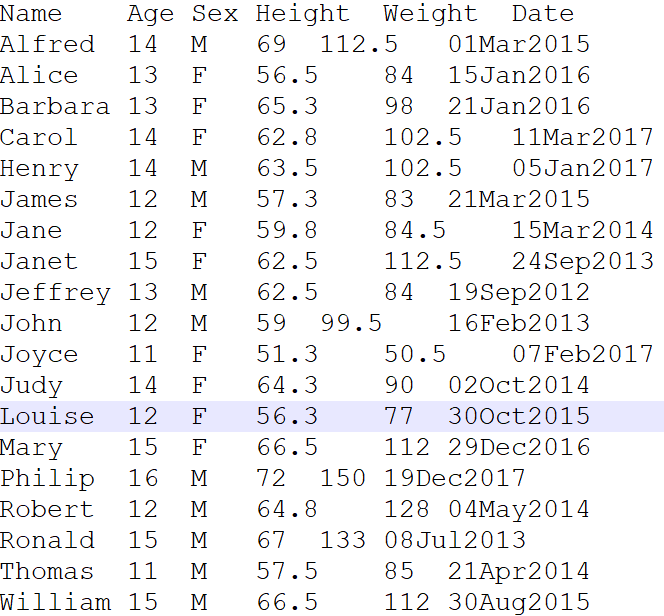 Name Age Sex Height Weight Date
Alfred 14 M 69 112.5 01Mar2015
Alice 13 F 56.5 84 15Jan2016
Barbara 13 F 65.3 98 21Jan2016
Carol 14 F 62.8 102.5 11Mar2017
Henry 14 M 63.5 102.5 05Jan2017
James 12 M 57.3 83 21Mar2015
Jane 12 F 59.8 84.5 15Mar2014
Janet 15 F 62.5 112.5 24Sep2013
Jeffrey 13 M 62.5 84 19Sep2012
John 12 M 59 99.5 16Feb2013
Joyce 11 F 51.3 50.5 07Feb2017
Judy 14 F 64.3 90 02Oct2014
Louise 12 F 56.3 77 30Oct2015
Mary 15 F 66.5 112 29Dec2016
Philip 16 M 72 150 19Dec2017
Robert 12 M 64.8 128 04May2014
Ronald 15 M 67 133 08Jul2013
Thomas 11 M 57.5 85 21Apr2014
William 15 M 66.5 112 30Aug2015